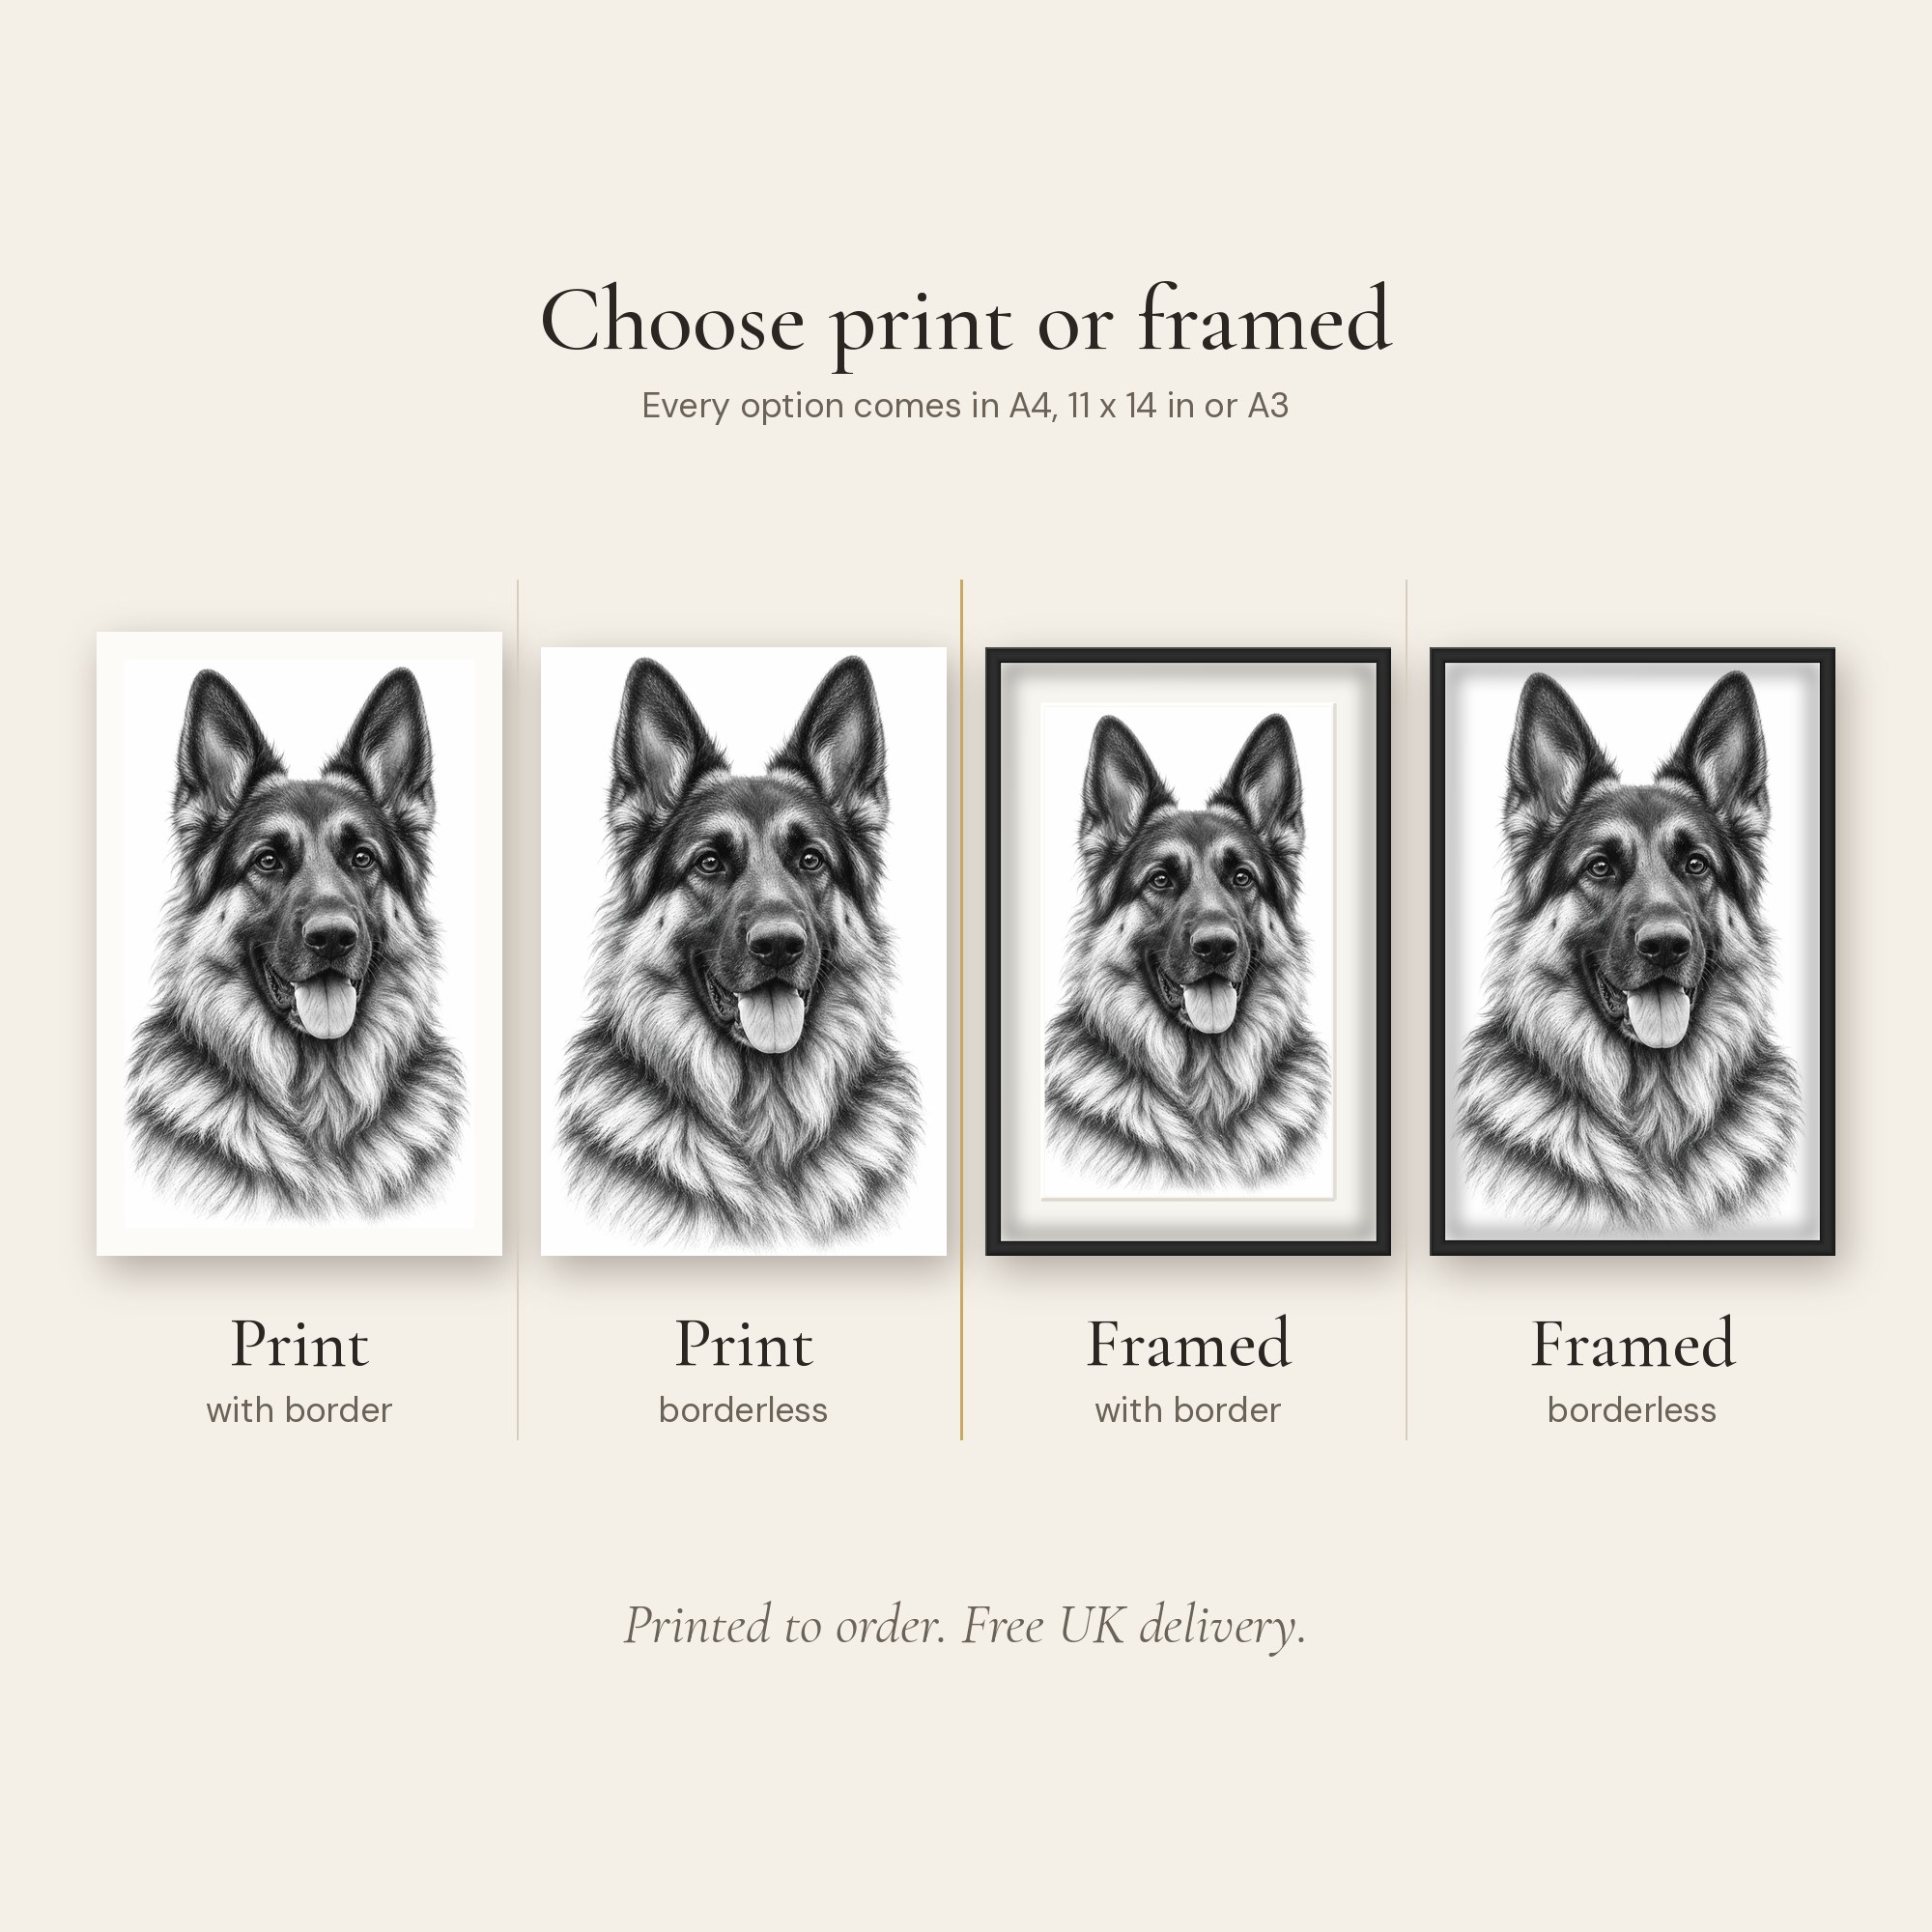 Choose print or framed
Every option comes in A4, 11 x 14 in or A3
Print
with border
Print
borderless
Framed
with border
Framed
borderless
Printed to order. Free UK delivery.